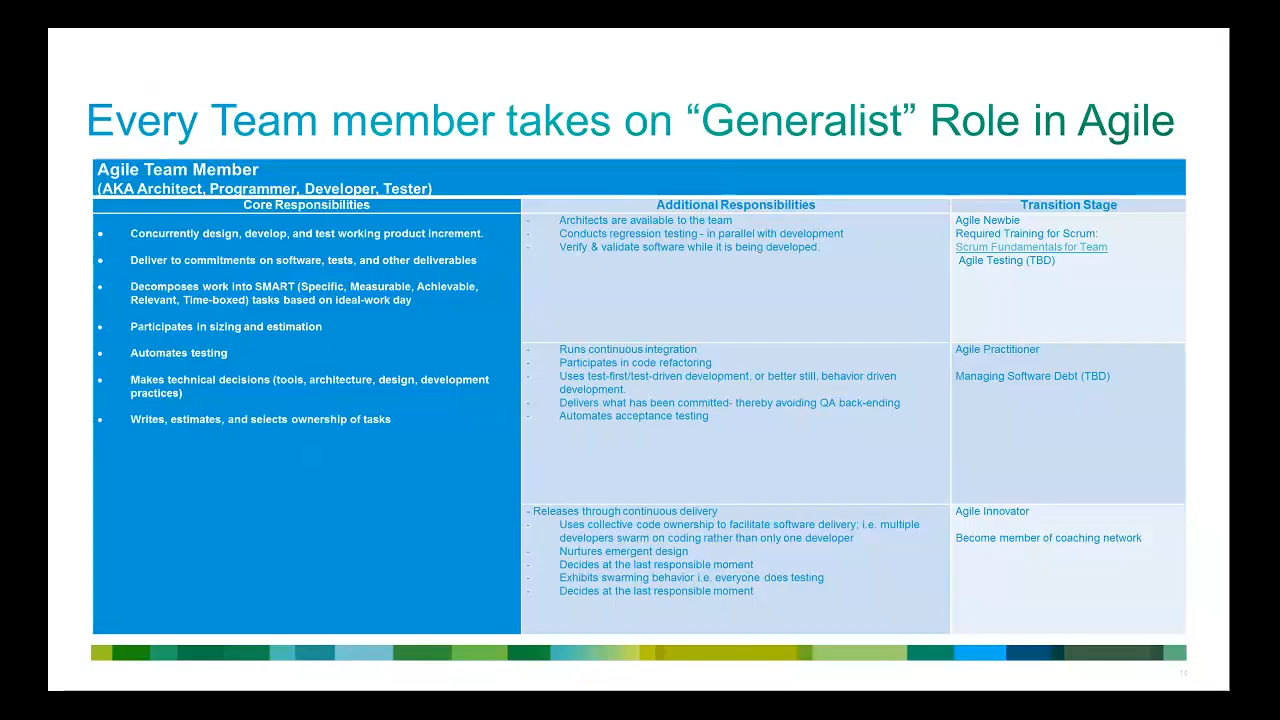 Every Team member takes on “Generalist” Role in Agile
Agile Team Member
(AKA Architect, Programmer, Developer, Tester)
Core Responsibilities
• Concurrently design, develop, and test working product increment.
• Deliver to commitments on software, tests, and other deliverables
• Decomposes work into SMART (Specific, Measurable, Achievable,
Relevant, Time-boxed) tasks based on ideal-work day
• Participates in sizing and estimation
• Automates testing
• Makes technical decisions (tools, architecture, design, development
practices)
• Writes, estimates, and selects ownership of tasks
Additional Responsibilities
Transition Stage
- Architects are available to the team
- Conducts regression testing - in parallel with development
- Verify & validate software while it is being developed.
Agile Newbie
Required Training for Scrum:
Scrum Fundamentals for Team
Agile Testing (TBD)
- Runs continuous integration
- Participates in code refactoring
- Uses test-first/test-driven development, or better still, behavior driven
development.
- Delivers what has been committed- thereby avoiding QA back-ending
- Automates acceptance testing
Agile Practitioner
Managing Software Debt (TBD)
- Releases through continuous delivery
- Uses collective code ownership to facilitate software delivery; i.e. multiple
developers swarm on coding rather than only one developer
- Nurtures emergent design
- Decides at the last responsible moment
- Exhibits swarming behavior i.e. everyone does testing
- Decides at the last responsible moment
Agile Innovator
Become member of coaching network